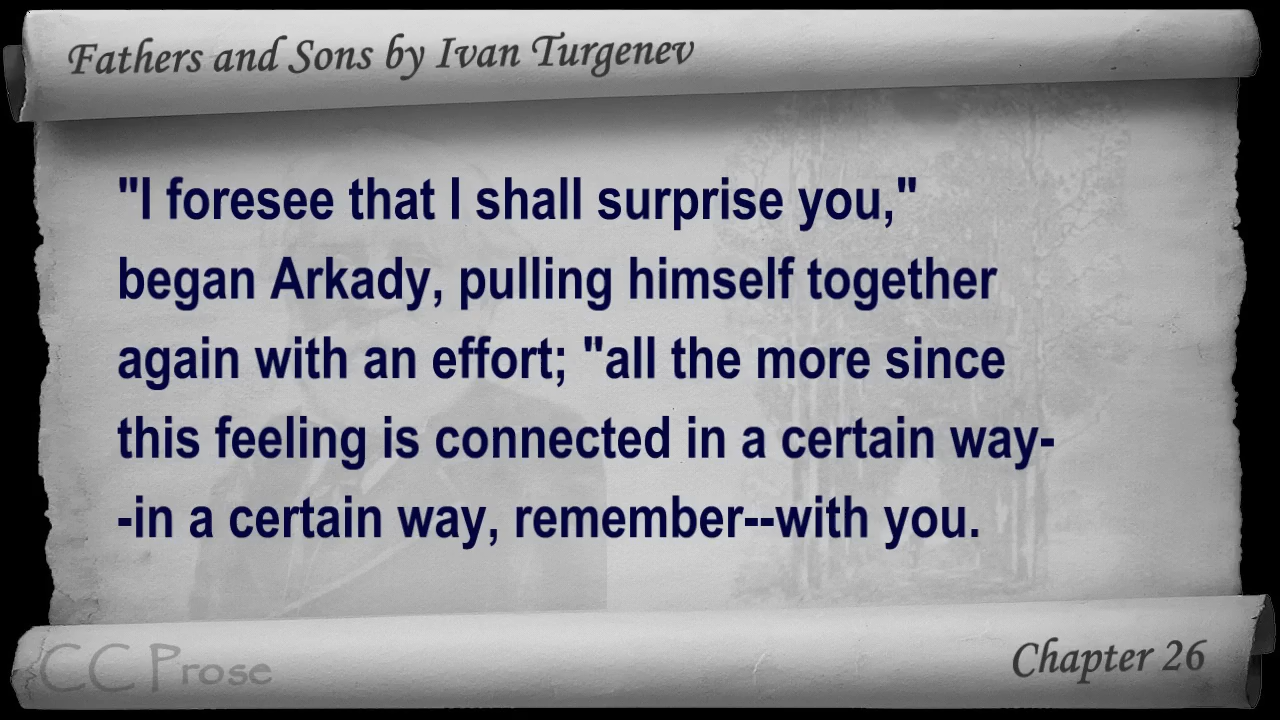 Fathers and Sons by Ivan Turgenev
"I foresee that I shall surprise you,"
began Arkady, pulling himself together
again with an effort; "all the more since
this feeling is connected in a certain way-
-in a certain way, remember--with you.
CC Prose
Chapter 26